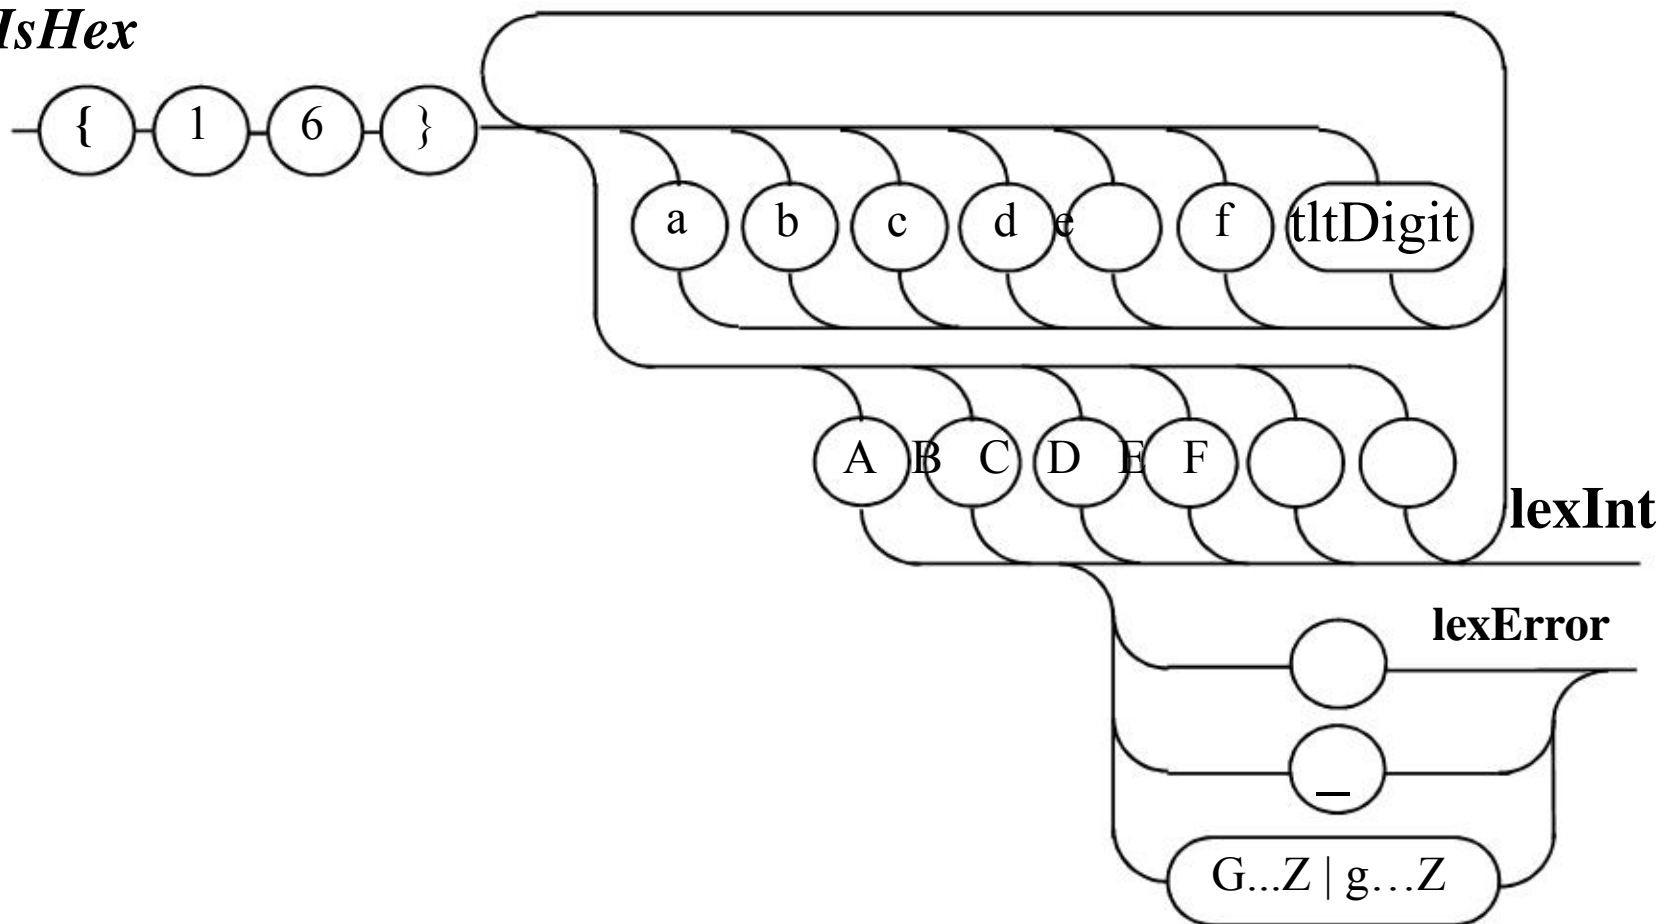 IsHex
{ 1 6 }
a b c d e f tltDigit
A B C D E F
lexInt
lexError
_
G...Z | g…Z